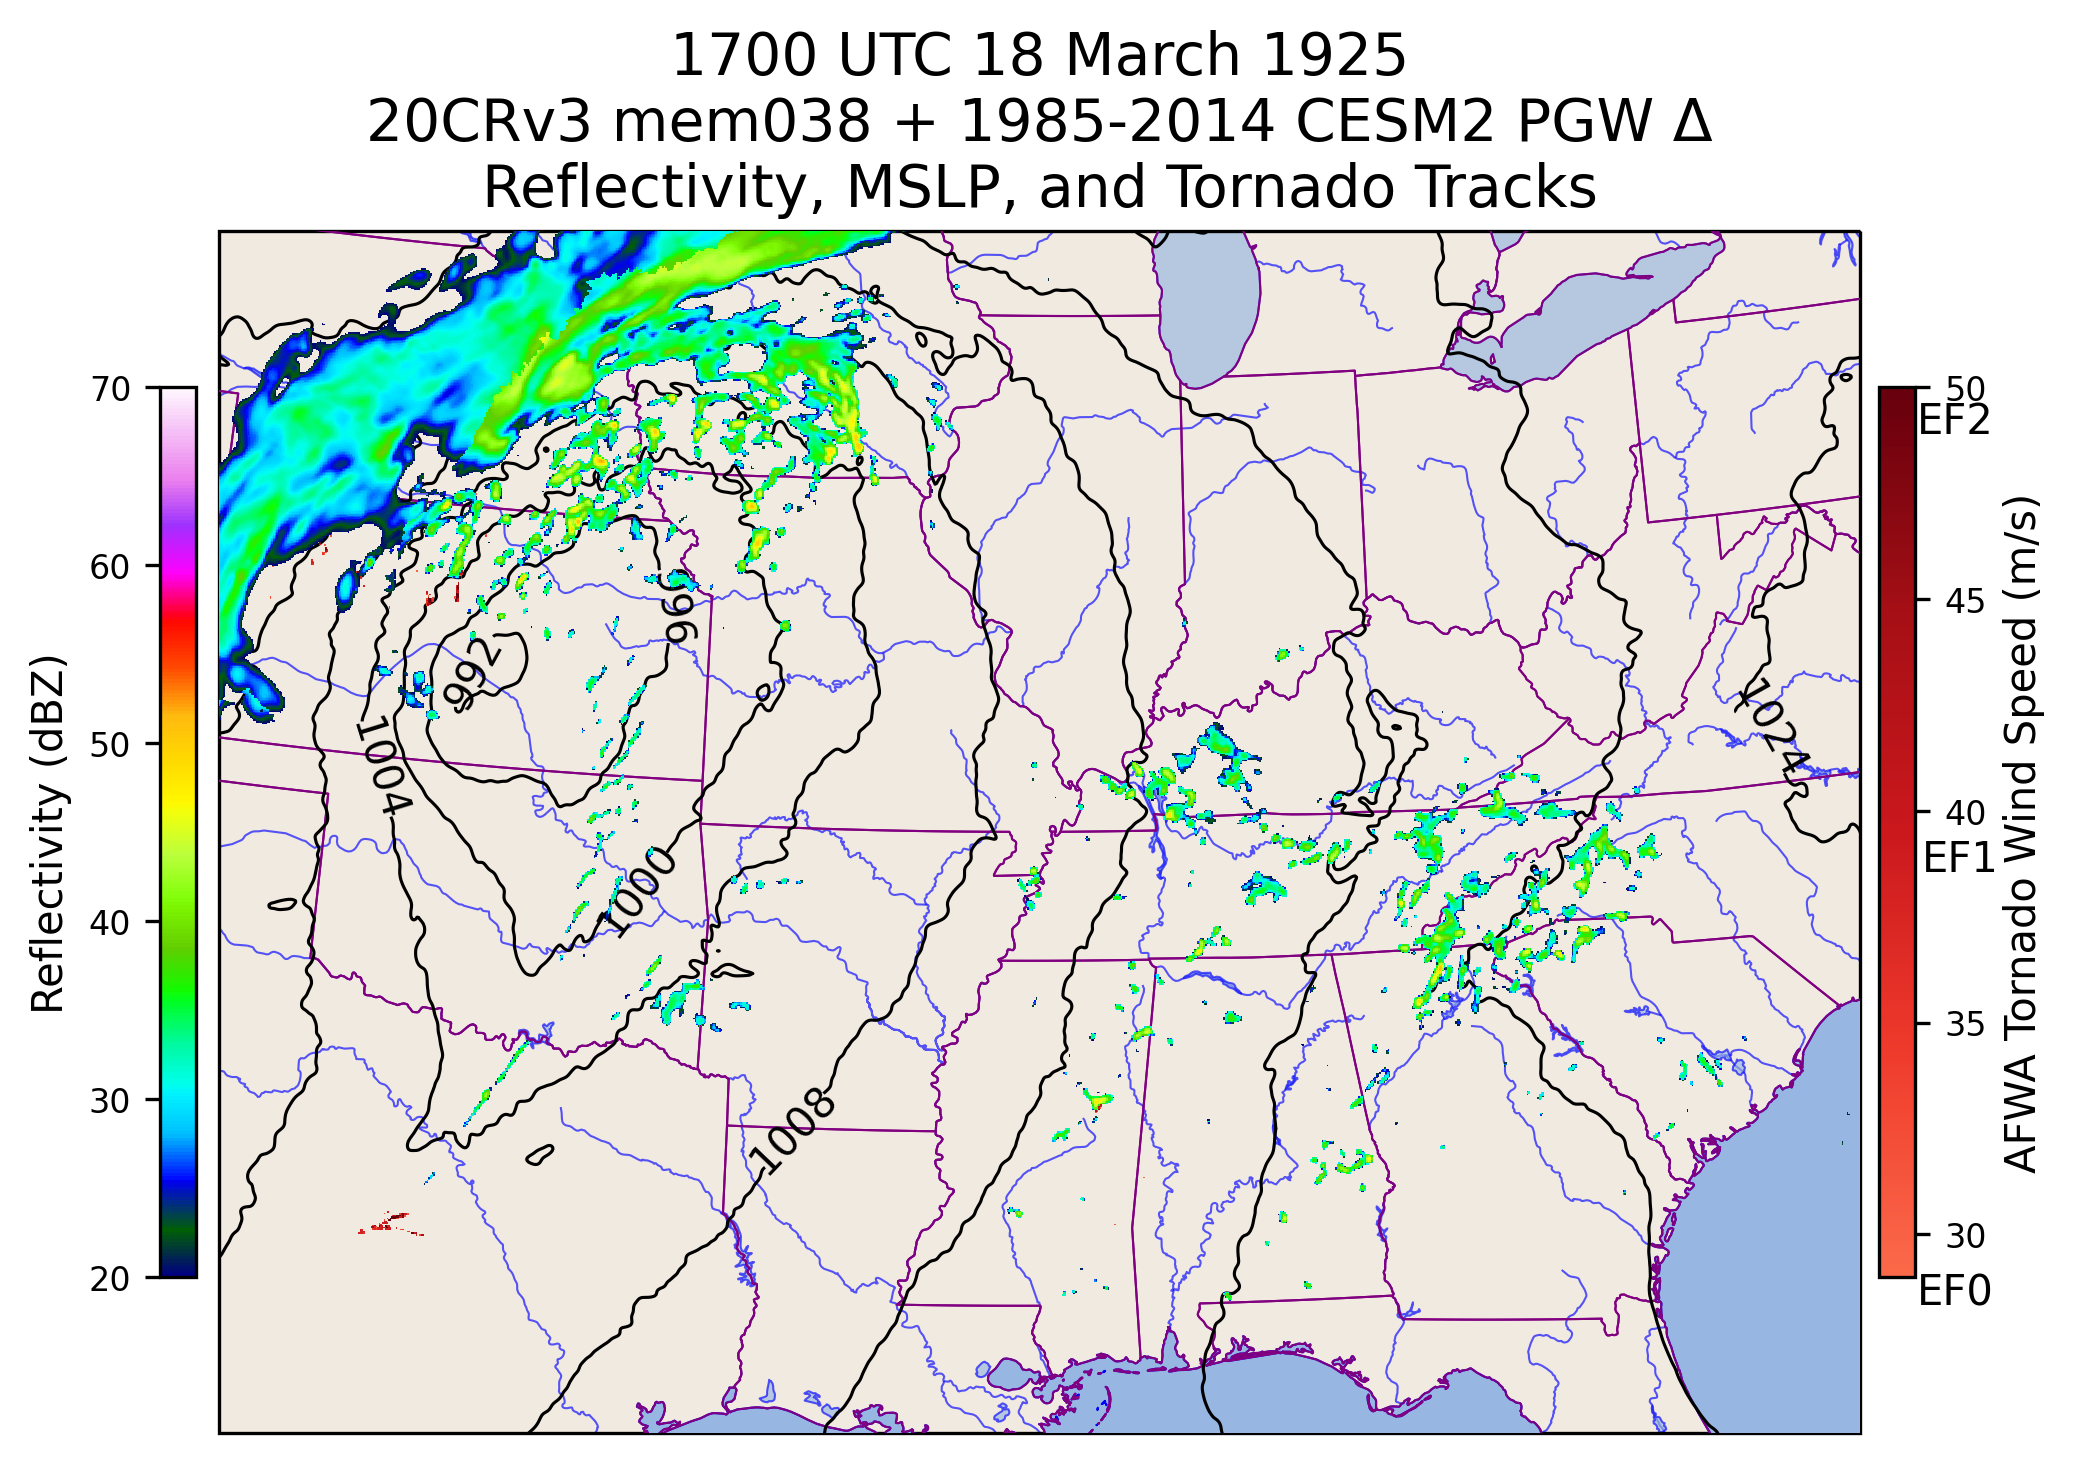 1700 UTC 18 March 1925
20CRv3 mem038 + 1985-2014 CESM2 PGW Δ
Reflectivity, MSLP, and Tornado Tracks
Reflectivity (dBZ)
70
60
50
40
30
20
996
992
1004
1000
1008
1024
50
EF2
45
40
EF1
35
30
EF0
AFWA Tornado Wind Speed (m/s)